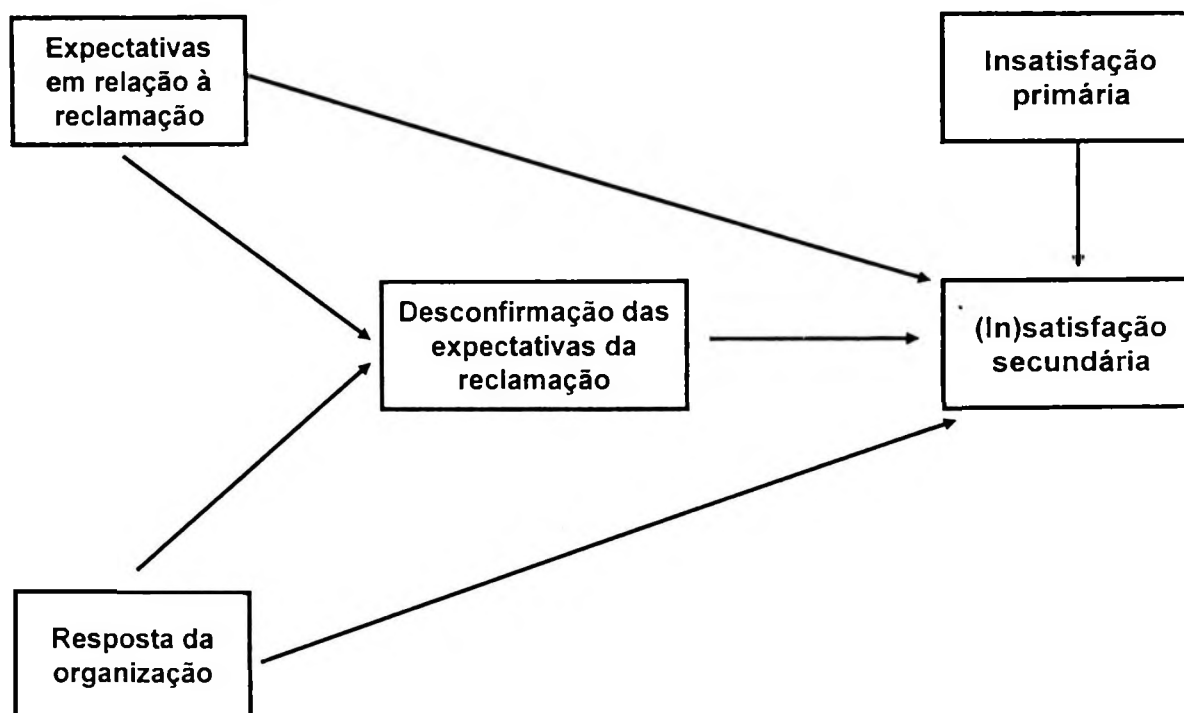 Expectativas
em relação à
reclamação
Insatisfação
primária
Desconfirmação das
expectativas da
reclamação
(In)satisfação
secundária
Resposta da
organização